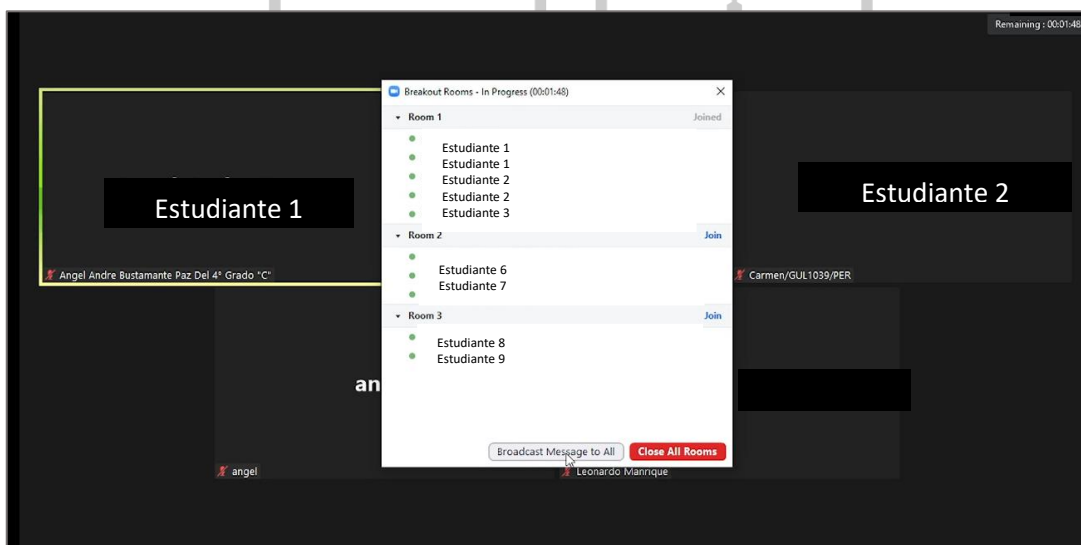 Remaining : 00:01:48
Breakout Rooms - In Progress (00:01:48)
Room 1 Joined
Estudiante 1
Estudiante 1
Estudiante 2
Estudiante 2
Estudiante 3
Estudiante 1
Estudiante 2
Room 2 Join
Angel Andre Bustamante Paz Del 4° Grado "C"
Estudiante 6
Estudiante 7
Carmen/GUL1039/PER
Room 3 Join
Estudiante 8
Estudiante 9
an
Broadcast Message to All Close All Rooms
angel
Leonardo Manrique